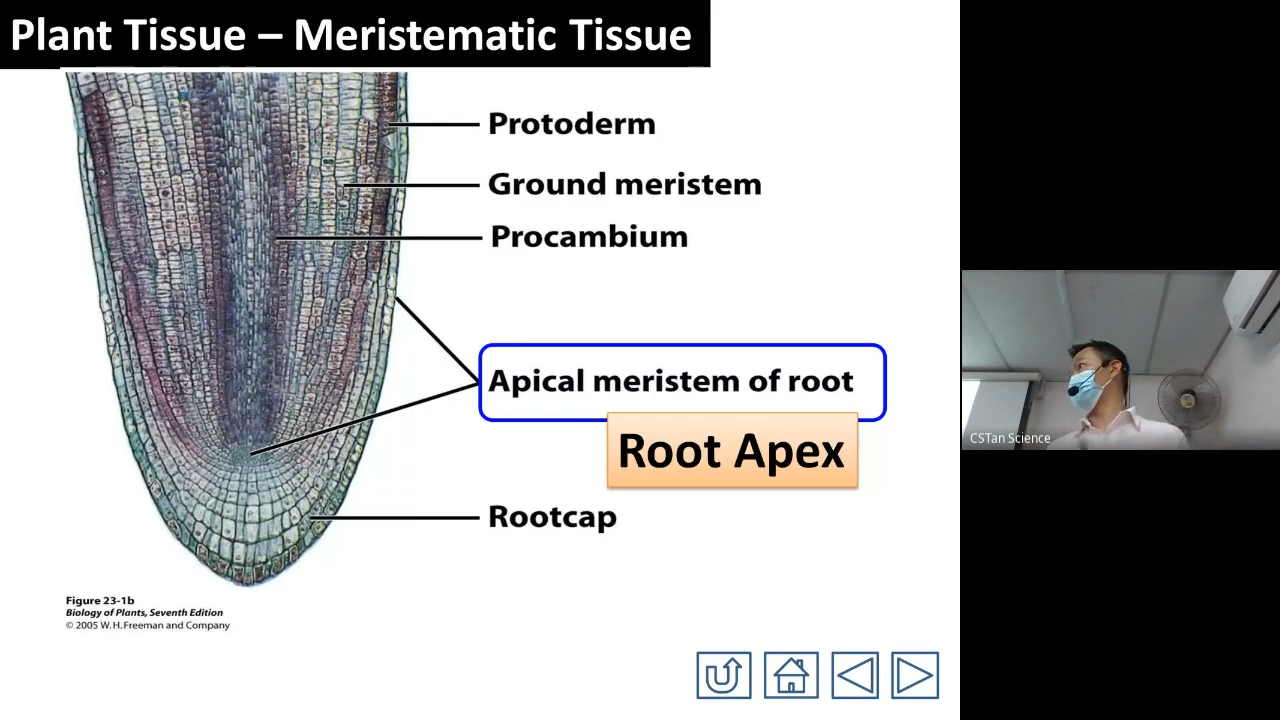 Plant Tissue – Meristematic Tissue
Protoderm
Ground meristem
Procambium
Apical meristem of root
Root Apex
Rootcap
Figure 23-1b
Biology of Plants, Seventh Edition
© 2005 W. H. Freeman and Company
CSTan Science